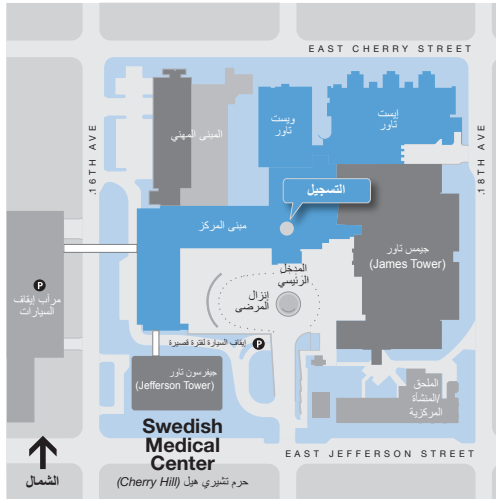 EAST CHERRY STREET
16TH AVE.
18TH AVE.
المبنى المهني
ويست
تاور
إيست
تاور
التسجيل
مبنى المركز
جيمس تاور
(James Tower)
المدخل
الرئيسي
إنزال
المرضى
P
مرأب إيقاف
السيارات
إيقاف السيارة لفترة قصيرة P
جيفرسون تاور
(Jefferson Tower)
الملحق
/المنشأة
المركزية
Swedish
Medical
Center
حرم تشيري هيل (Cherry Hill)
EAST JEFFERSON STREET
الشمال